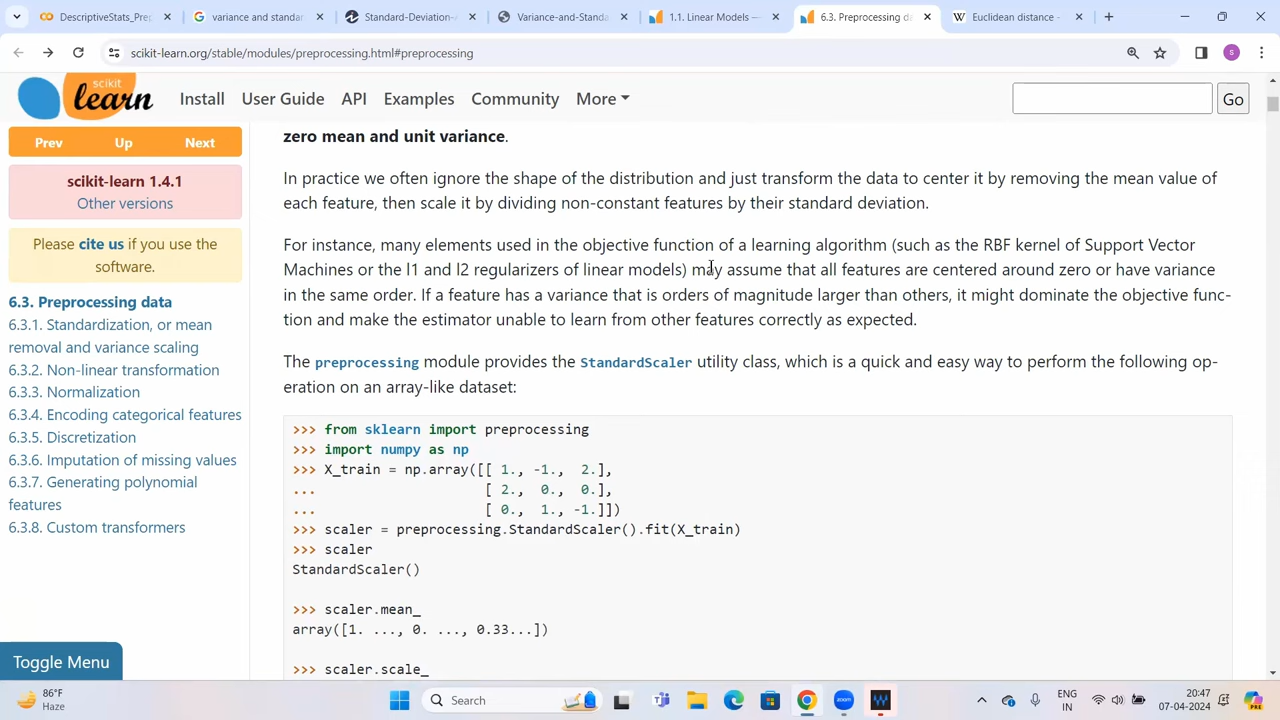 DescriptiveStats_Prep
variance and standar
Standard-Deviation-A
Variance-and-Standa
1.1. Linear Models —
6.3. Preprocessing da
Euclidean distance -
scikit-learn.org/stable/modules/preprocessing.html#preprocessing
scikit
learn
Install
User Guide
API
Examples
Community
More
Go
Prev
Up
Next
scikit-learn 1.4.1
Other versions
Please cite us if you use the
software.
6.3. Preprocessing data
6.3.1. Standardization, or mean
removal and variance scaling
6.3.2. Non-linear transformation
6.3.3. Normalization
6.3.4. Encoding categorical features
6.3.5. Discretization
6.3.6. Imputation of missing values
6.3.7. Generating polynomial
features
6.3.8. Custom transformers
Toggle Menu
zero mean and unit variance.
In practice we often ignore the shape of the distribution and just transform the data to center it by removing the mean value of
each feature, then scale it by dividing non-constant features by their standard deviation.
For instance, many elements used in the objective function of a learning algorithm (such as the RBF kernel of Support Vector
Machines or the l1 and l2 regularizers of linear models) may assume that all features are centered around zero or have variance
in the same order. If a feature has a variance that is orders of magnitude larger than others, it might dominate the objective func-
tion and make the estimator unable to learn from other features correctly as expected.
The preprocessing module provides the StandardScaler utility class, which is a quick and easy way to perform the following op-
eration on an array-like dataset:
>>> from sklearn import preprocessing
>>> import numpy as np
>>> X_train = np.array([[ 1., -1.,  2.],
...                     [ 2.,  0.,  0.],
...                     [ 0.,  1., -1.]])
>>> scaler = preprocessing.StandardScaler().fit(X_train)
>>> scaler
StandardScaler()
>>> scaler.mean_
array([1. ..., 0. ..., 0.33...])
>>> scaler.scale_
86°F
Haze
Search
ENG
IN
20:47
07-04-2024